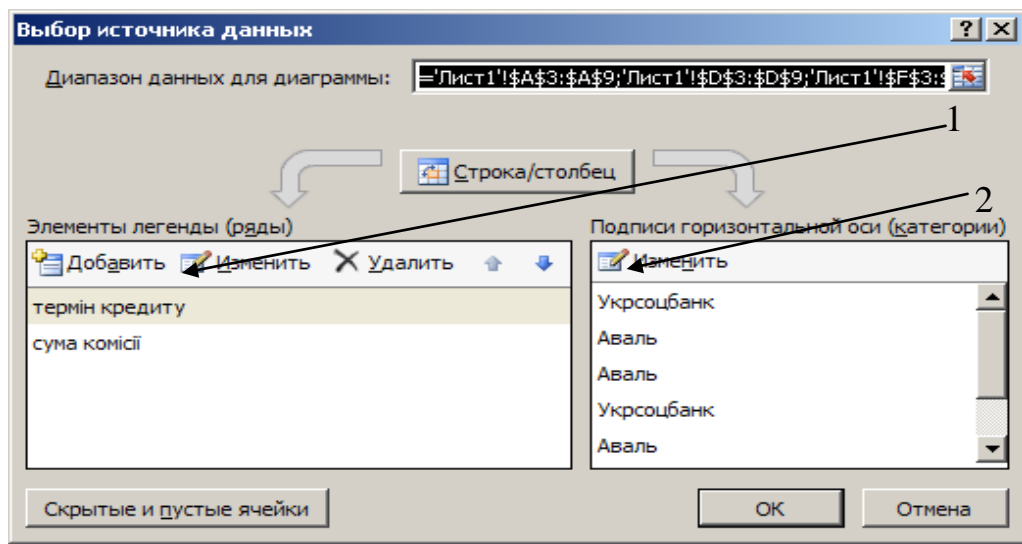 Выбор источника данных
Диапазон данных для диаграммы: ='Лист1'!$A$3:$A$9;'Лист1'!$D$3:$D$9;'Лист1'!$F$3:$
1
Строка/столбец
2
Элементы легенды (ряды) Подписи горизонтальной оси (категории)
Добавить Изменить Удалить Изменить
термін кредиту Укрсоцбанк
сума комісії Аваль
Аваль
Укрсоцбанк
Аваль
Скрытые и пустые ячейки ОК Отмена